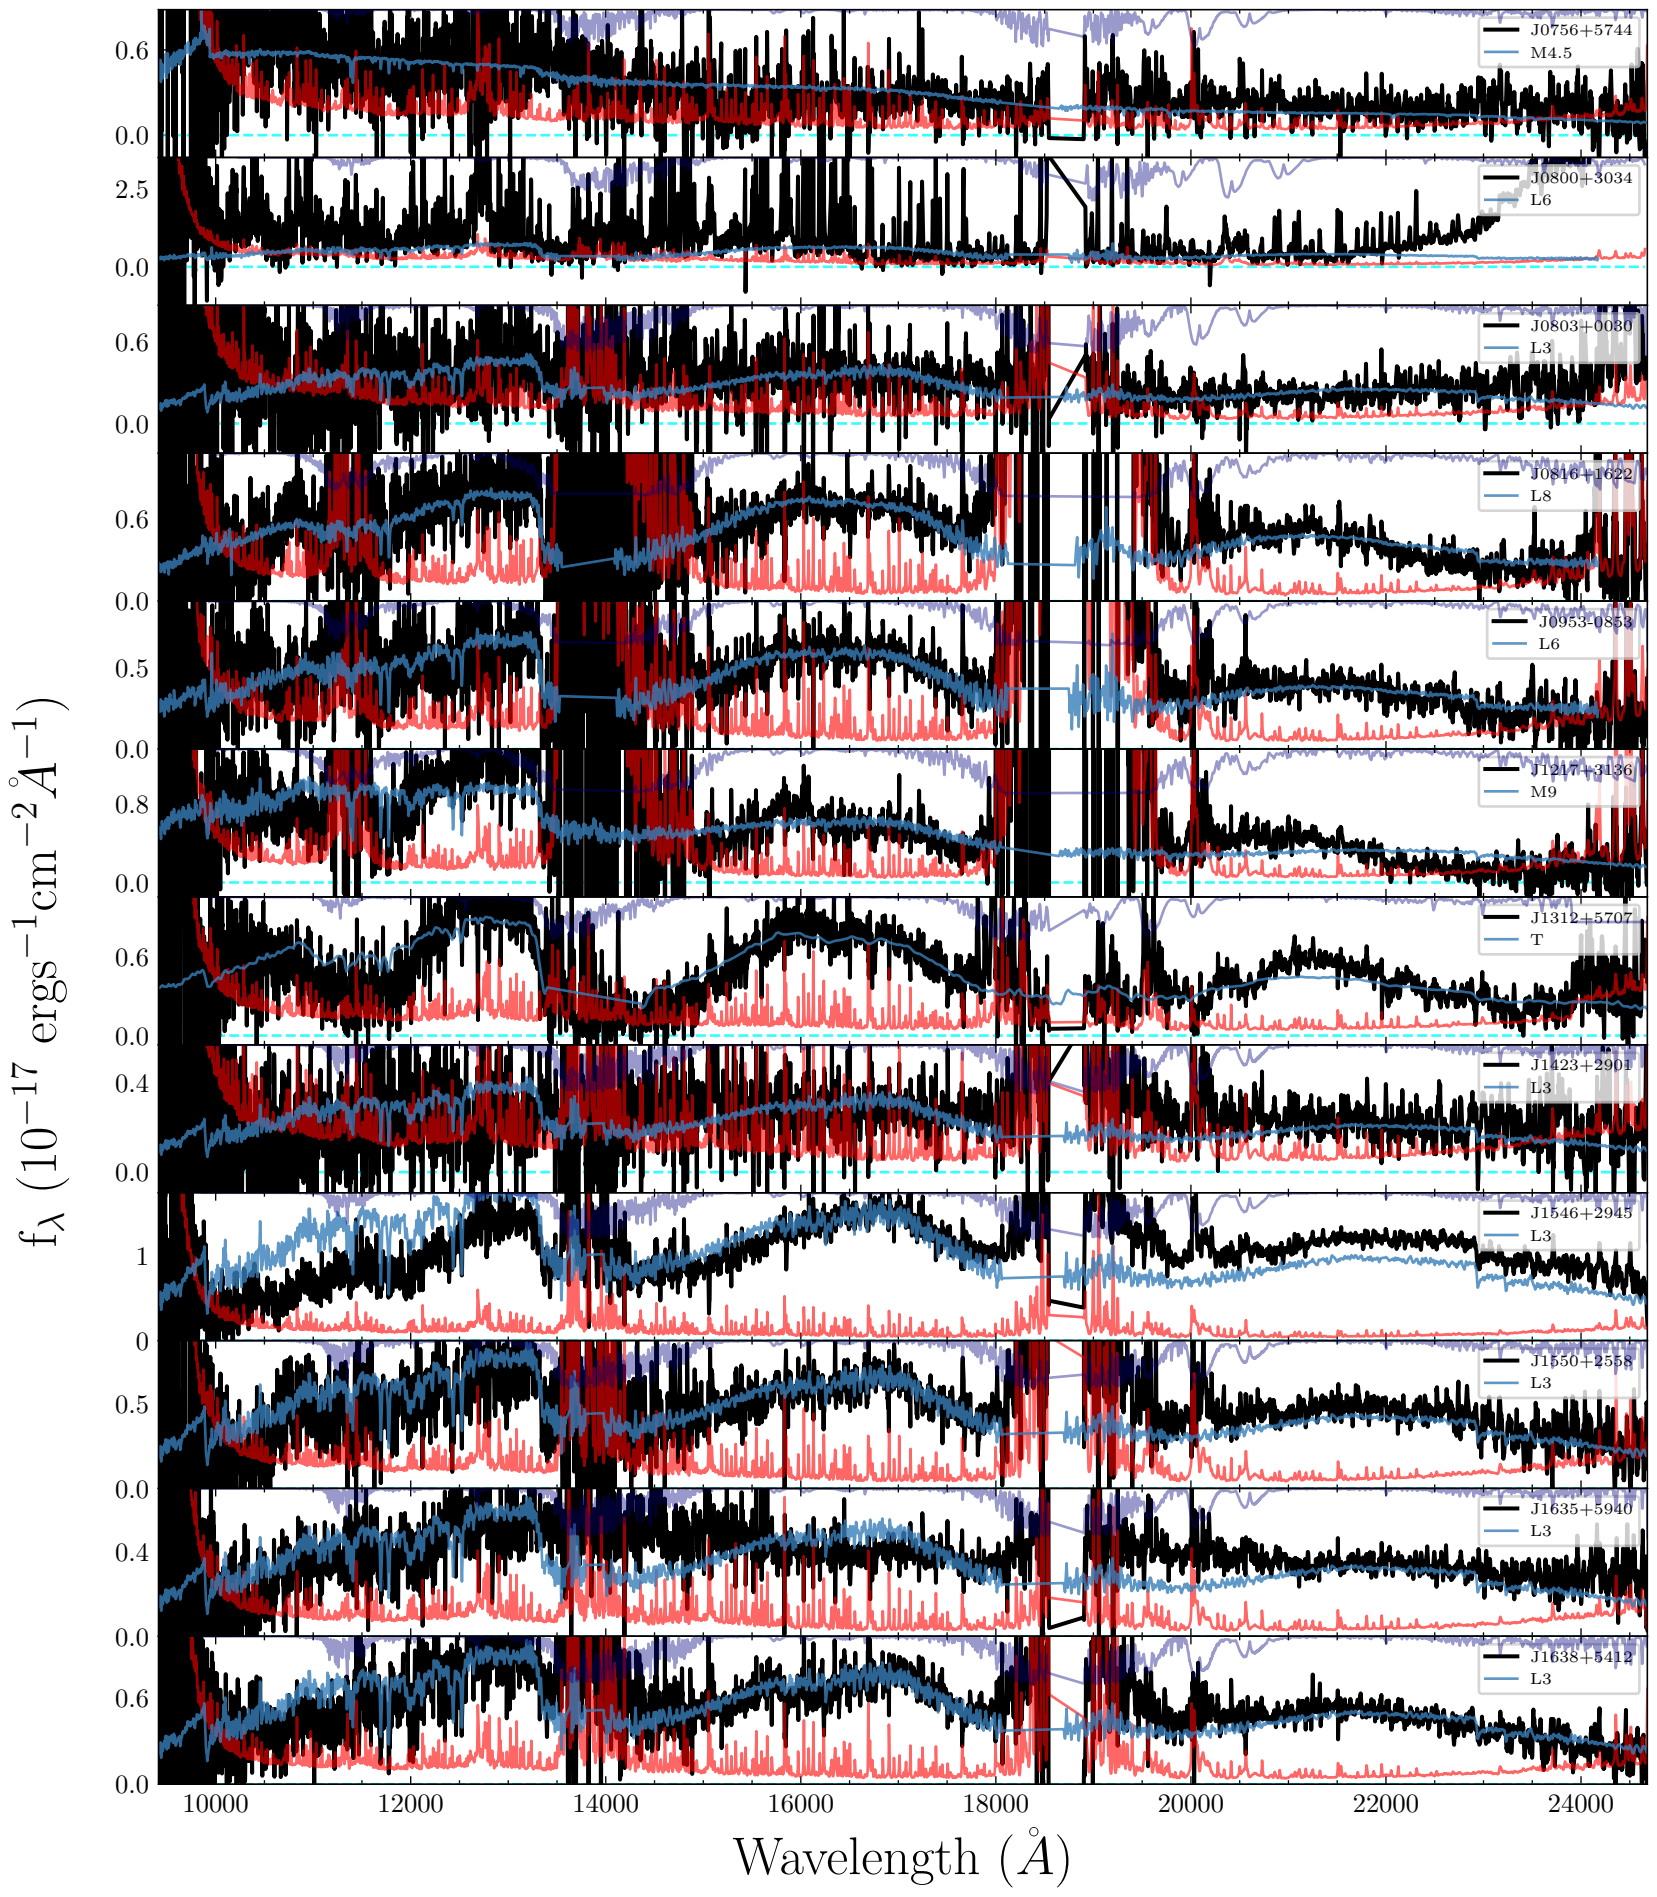 f_λ (10^−17 ergs^−1cm^−2Å^−1)
0.6
0.0
J0756+5744
M4.5
2.5
0.0
J0800+3034
L6
0.6
0.0
J0803+0030
L3
0.6
0.0
J0816+1622
L8
0.5
0.0
J0953-0853
L6
0.8
0.0
J1217+3136
M9
0.6
0.0
J1312+5707
T
0.4
0.0
J1423+2901
L3
1
0
J1546+2945
L3
0.5
0.0
J1550+2558
L3
0.4
0.0
J1635+5940
L3
0.6
0.0
J1638+5412
L3
10000 12000 14000 16000 18000 20000 22000 24000
Wavelength (Å)